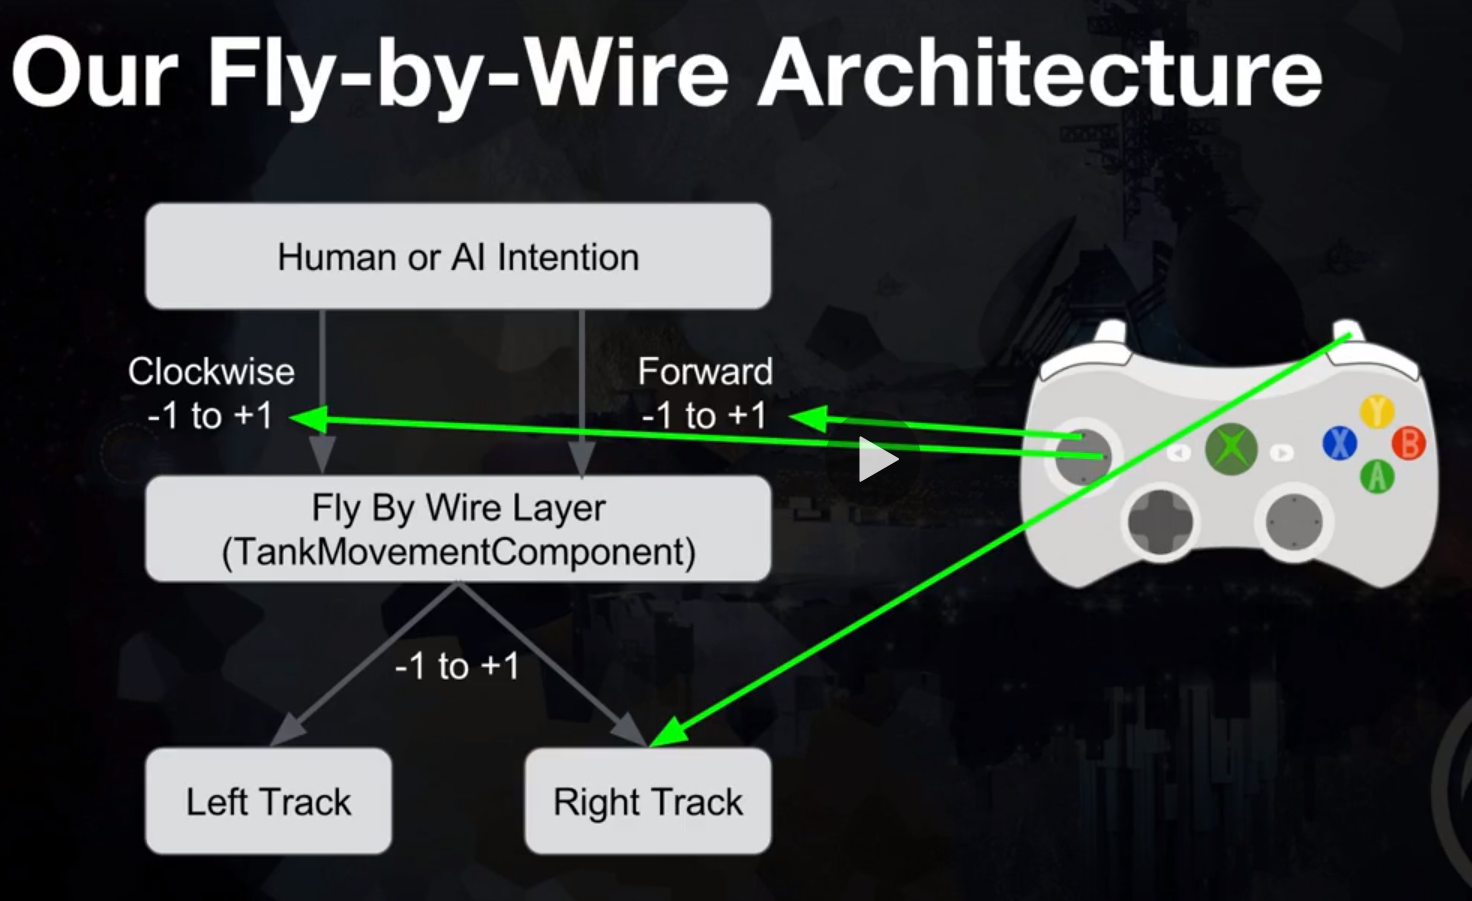 Our Fly-by-Wire Architecture
Human or AI Intention
Clockwise
-1 to +1
Forward
-1 to +1
Fly By Wire Layer
(TankMovementComponent)
-1 to +1
Left Track
Right Track
Y
X
B
A